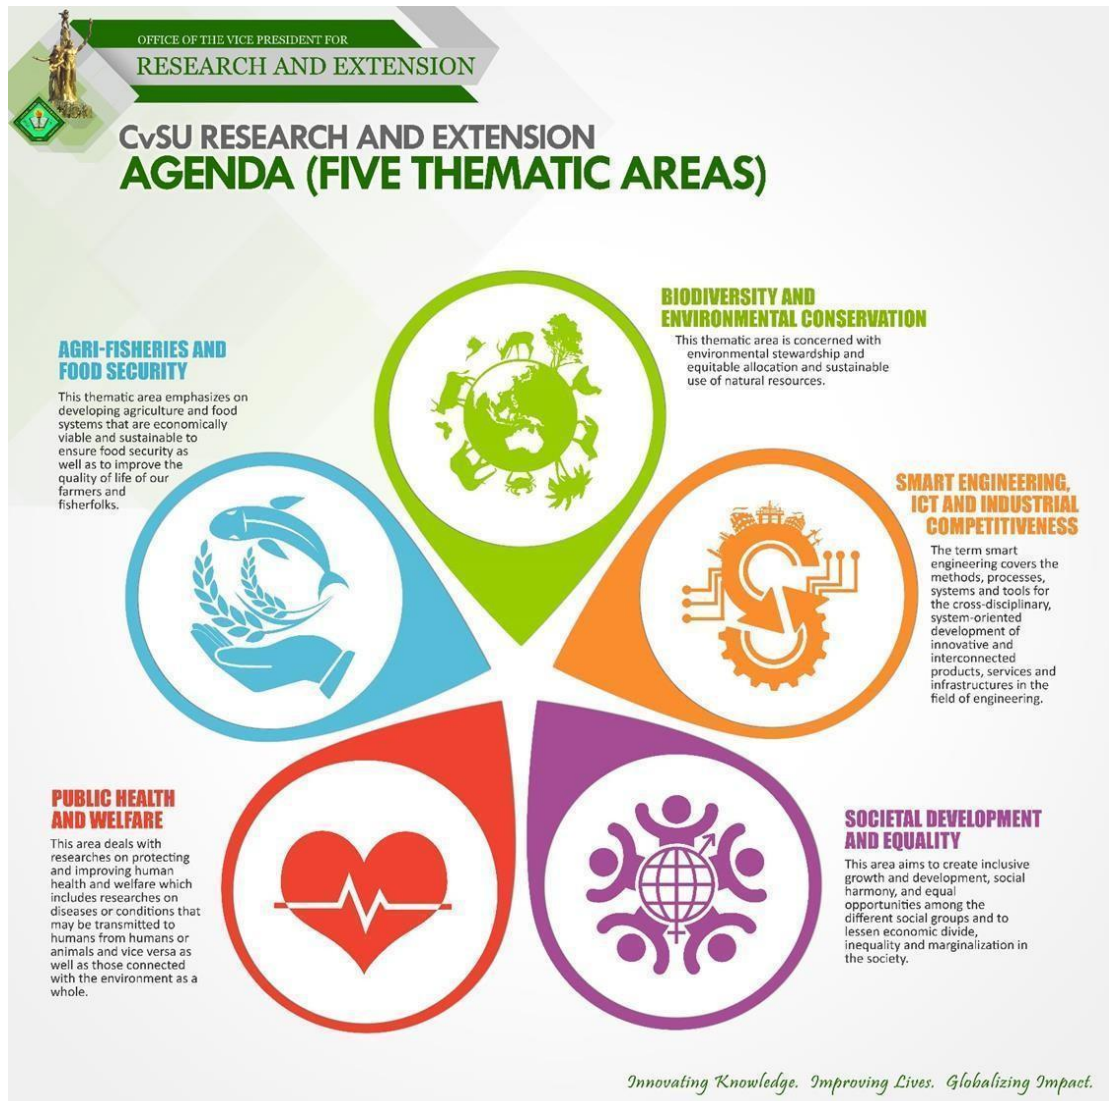 OFFICE OF THE VICE PRESIDENT FOR
RESEARCH AND EXTENSION
CvSU RESEARCH AND EXTENSION
AGENDA (FIVE THEMATIC AREAS)
BIODIVERSITY AND
ENVIRONMENTAL CONSERVATION
This thematic area is concerned with
environmental stewardship and
equitable allocation and sustainable
use of natural resources.
AGRI-FISHERIES AND
FOOD SECURITY
This thematic area emphasizes on
developing agriculture and food
systems that are economically
viable and sustainable to
ensure food security as
well as to improve the
quality of life of our
farmers and
fisherfolks.
SMART ENGINEERING,
ICT AND INDUSTRIAL
COMPETITIVENESS
The term smart
engineering covers the
methods, processes,
systems and tools for
the cross-disciplinary,
system-oriented
development of
innovative and
interconnected
products, services and
infrastructures in the
field of engineering.
PUBLIC HEALTH
AND WELFARE
This area deals with
researches on protecting
and improving human
health and welfare which
includes researches on
diseases or conditions that
may be transmitted to
humans from humans or
animals and vice versa as
well as those connected
with the environment as a
whole.
SOCIETAL DEVELOPMENT
AND EQUALITY
This area aims to create inclusive
growth and development, social
harmony, and equal
opportunities among the
different social groups and to
lessen economic divide,
inequality and marginalization in
the society.
Innovating Knowledge. Improving Lives. Globalizing Impact.